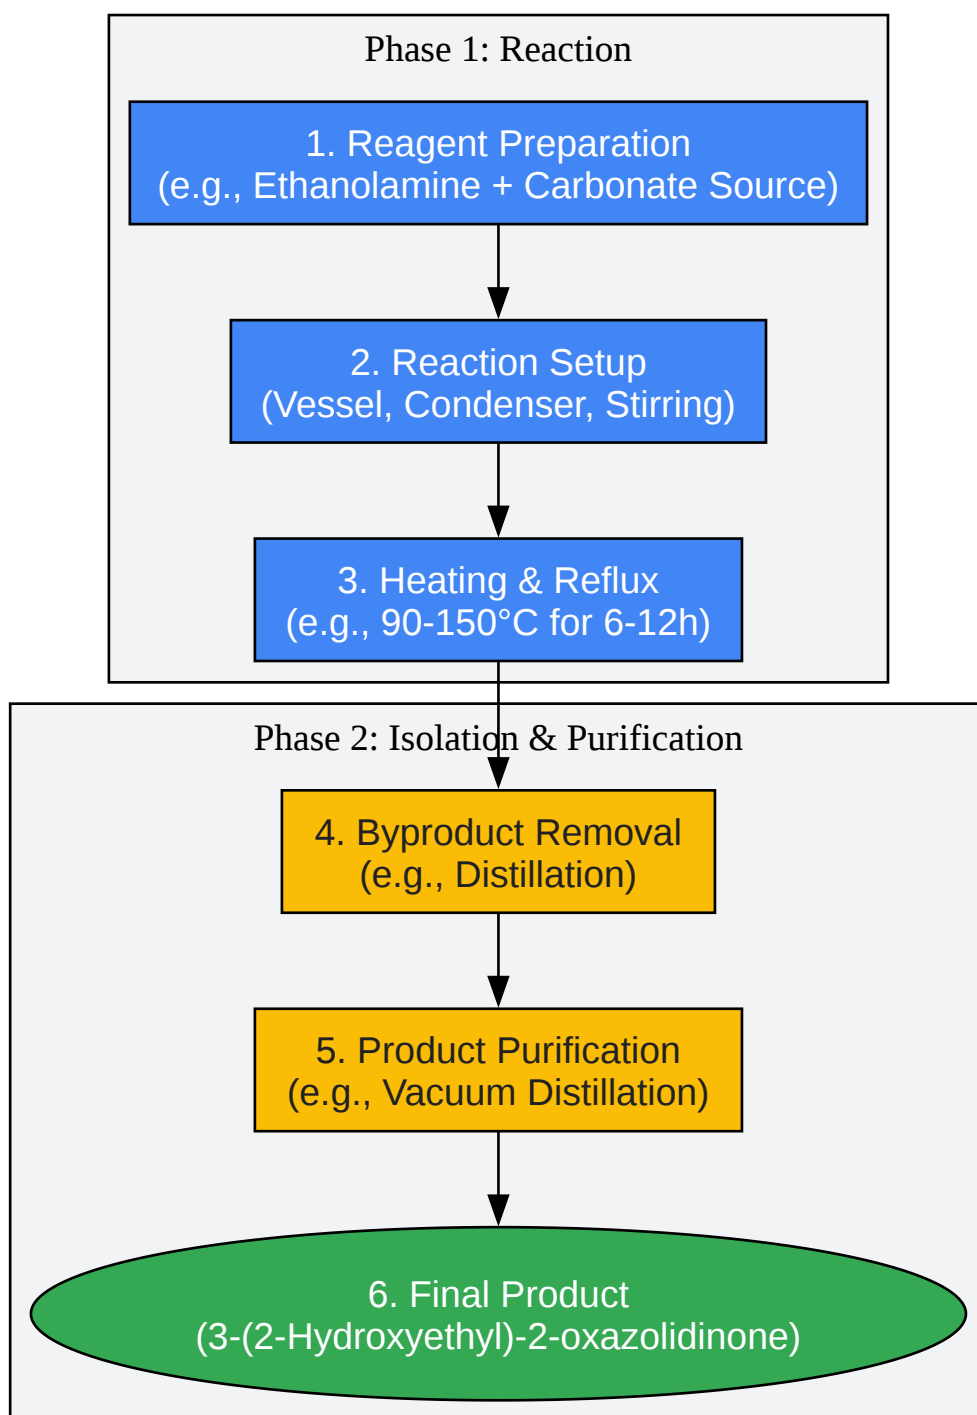 Phase 1: Reaction
1. Reagent Preparation
(e.g., Ethanolamine + Carbonate Source)
2. Reaction Setup
(Vessel, Condenser, Stirring)
3. Heating & Reflux
(e.g., 90-150°C for 6-12h)
Phase 2: Isolation & Purification
4. Byproduct Removal
(e.g., Distillation)
5. Product Purification
(e.g., Vacuum Distillation)
6. Final Product
(3-(2-Hydroxyethyl)-2-oxazolidinone)